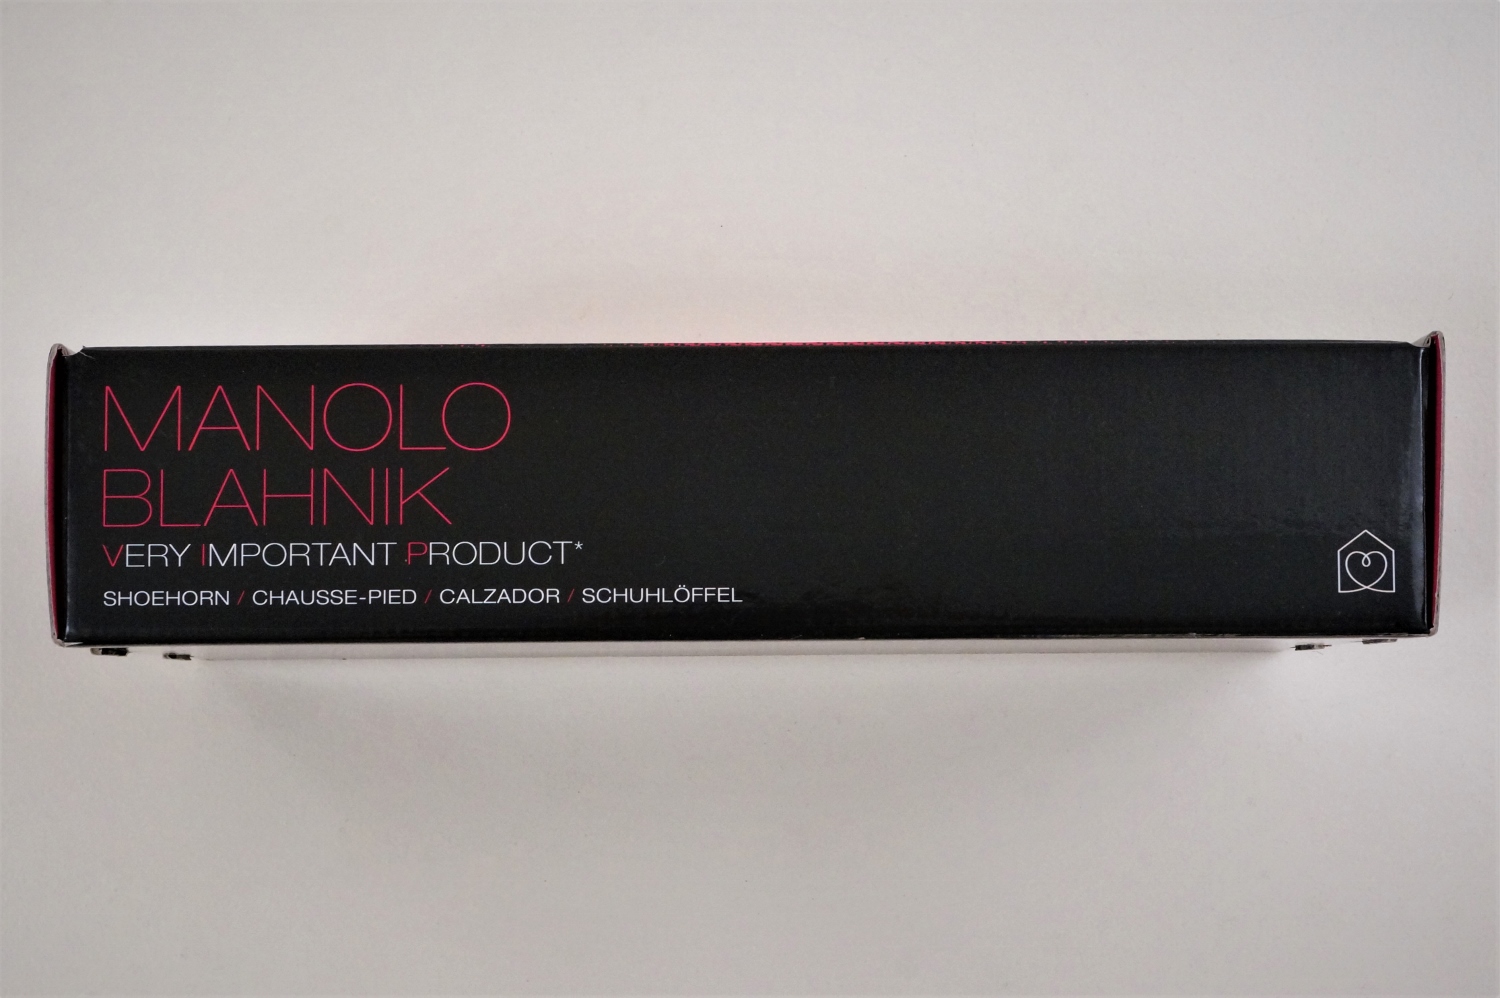 MANOLO
BLAHNIK
VERY IMPORTANT PRODUCT*
SHOEHORN / CHAUSSE-PIED / CALZADOR / SCHUHLÖFFEL